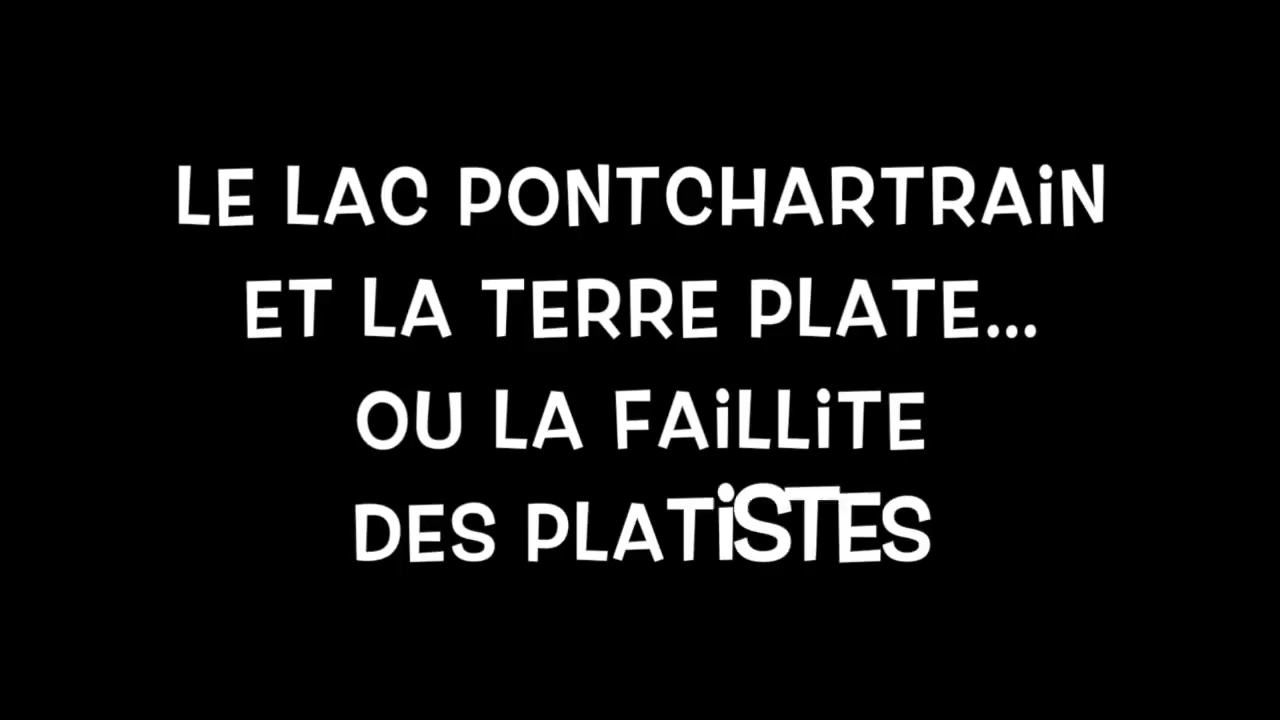 LE LAC PONTCHARTRAiN
ET LA TERRE PLATE...
OU LA FAiLLiTE
DES PLATiSTES